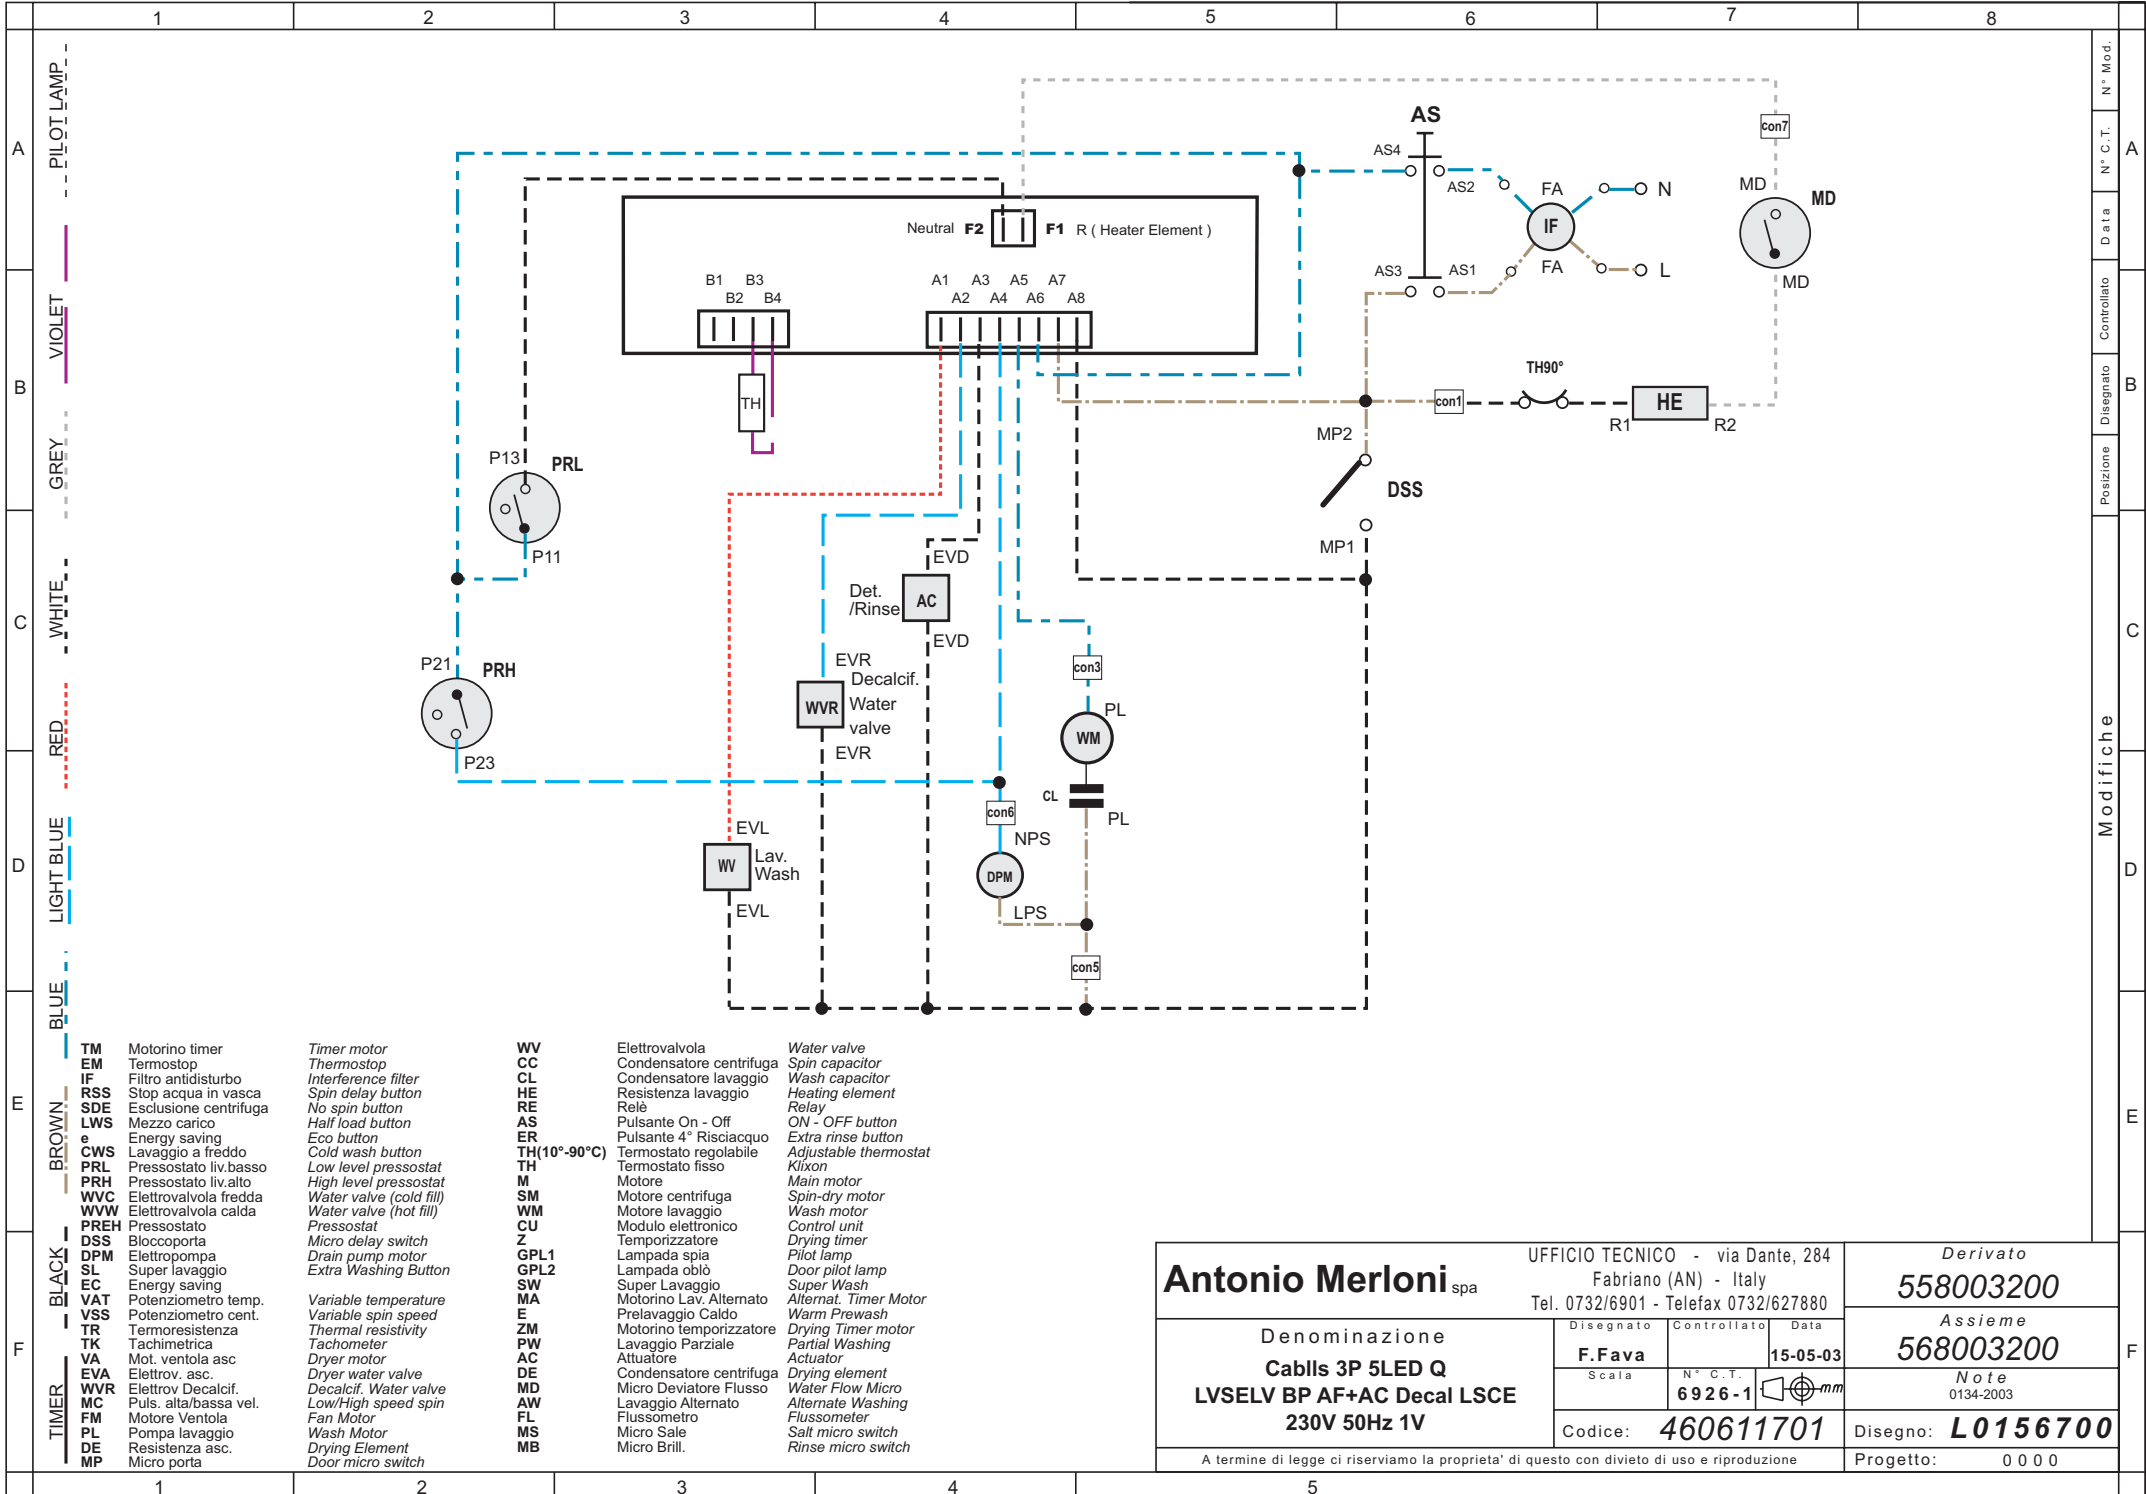 1 2 3 4 5 6 7 8
A
B
C
D
E
F
PILOT LAMP
VIOLET
GREY
WHITE
RED
LIGHT BLUE
BLUE
BROWN
BLACK
TIMER
AS
AS4
AS2
AS3
AS1
FA
IF
FA
N
L
con7
MD
MD
MD
Neutral F2
F1 R ( Heater Element )
B1 B3
B2 B4
A1 A3 A5 A7
A2 A4 A6 A8
TH
TH90°
con1
HE
R1
R2
MP2
DSS
MP1
P13
PRL
P11
P21
PRH
P23
EVD
Det.
/Rinse
AC
EVD
EVR
Decalcif.
WVR
Water
valve
EVR
con3
PL
WM
CL
PL
con6
NPS
DPM
LPS
con5
EVL
WV
Lav.
Wash
EVL
TM Motorino timer Timer motor
EM Termostop Thermostop
IF Filtro antidisturbo Interference filter
RSS Stop acqua in vasca Spin delay button
SDE Esclusione centrifuga No spin button
LWS Mezzo carico Half load button
e Energy saving Eco button
CWS Lavaggio a freddo Cold wash button
PRL Pressostato liv.basso Low level pressostat
PRH Pressostato liv.alto High level pressostat
WVC Elettrovalvola fredda Water valve (cold fill)
WVW Elettrovalvola calda Water valve (hot fill)
PREH Pressostato Pressostat
DSS Bloccoporta Micro delay switch
DPM Elettropompa Drain pump motor
SL Super lavaggio Extra Washing Button
EC Energy saving
VAT Potenziometro temp. Variable temperature
VSS Potenziometro cent. Variable spin speed
TR Termoresistenza Thermal resistivity
TK Tachimetrica Tachometer
VA Mot. ventola asc Dryer motor
EVA Elettrov. asc. Dryer water valve
WVR Elettrov Decalcif. Decalcif. Water valve
MC Puls. alta/bassa vel. Low/High speed spin
FM Motore Ventola Fan Motor
PL Pompa lavaggio Wash Motor
DE Resistenza asc. Drying Element
MP Micro porta Door micro switch
WV Elettrovalvola Water valve
CC Condensatore centrifuga Spin capacitor
CL Condensatore lavaggio Wash capacitor
HE Resistenza lavaggio Heating element
RE Relè Relay
AS Pulsante On - Off ON - OFF button
ER Pulsante 4° Risciacquo Extra rinse button
TH(10°-90°C) Termostato regolabile Adjustable thermostat
TH Termostato fisso Klixon
M Motore Main motor
SM Motore centrifuga Spin-dry motor
WM Motore lavaggio Wash motor
CU Modulo elettronico Control unit
Z Temporizzatore Drying timer
GPL1 Lampada spia Pilot lamp
GPL2 Lampada oblò Door pilot lamp
SW Super Lavaggio Super Wash
MA Motorino Lav. Alternato Alternat. Timer Motor
E Prelavaggio Caldo Warm Prewash
ZM Motorino temporizzatore Drying Timer motor
PW Lavaggio Parziale Partial Washing
AC Attuatore Actuator
DE Condensatore centrifuga Drying element
MD Micro Deviatore Flusso Water Flow Micro
AW Lavaggio Alternato Alternate Washing
FL Flussometro Flussometer
MS Micro Sale Salt micro switch
MB Micro Brill. Rinse micro switch
N° Mod.
N° C.T.
Data
Controllato
Disegnato
Posizione
Modifiche
A
B
C
D
E
F
Antonio Merloni spa
UFFICIO TECNICO - via Dante, 284
Fabriano (AN) - Italy
Tel. 0732/6901 - Telefax 0732/627880
Derivato
558003200
Assieme
568003200
Note
0134-2003
Denominazione
Cablls 3P 5LED Q
LVSELV BP AF+AC Decal LSCE
230V 50Hz 1V
Disegnato Controllato Data
F.Fava 15-05-03
Scala N° C.T.
6926-1 mm
Codice: 460611701
Disegno: L0156700
A termine di legge ci riserviamo la proprieta' di questo con divieto di uso e riproduzione
Progetto: 0000
1 2 3 4 5